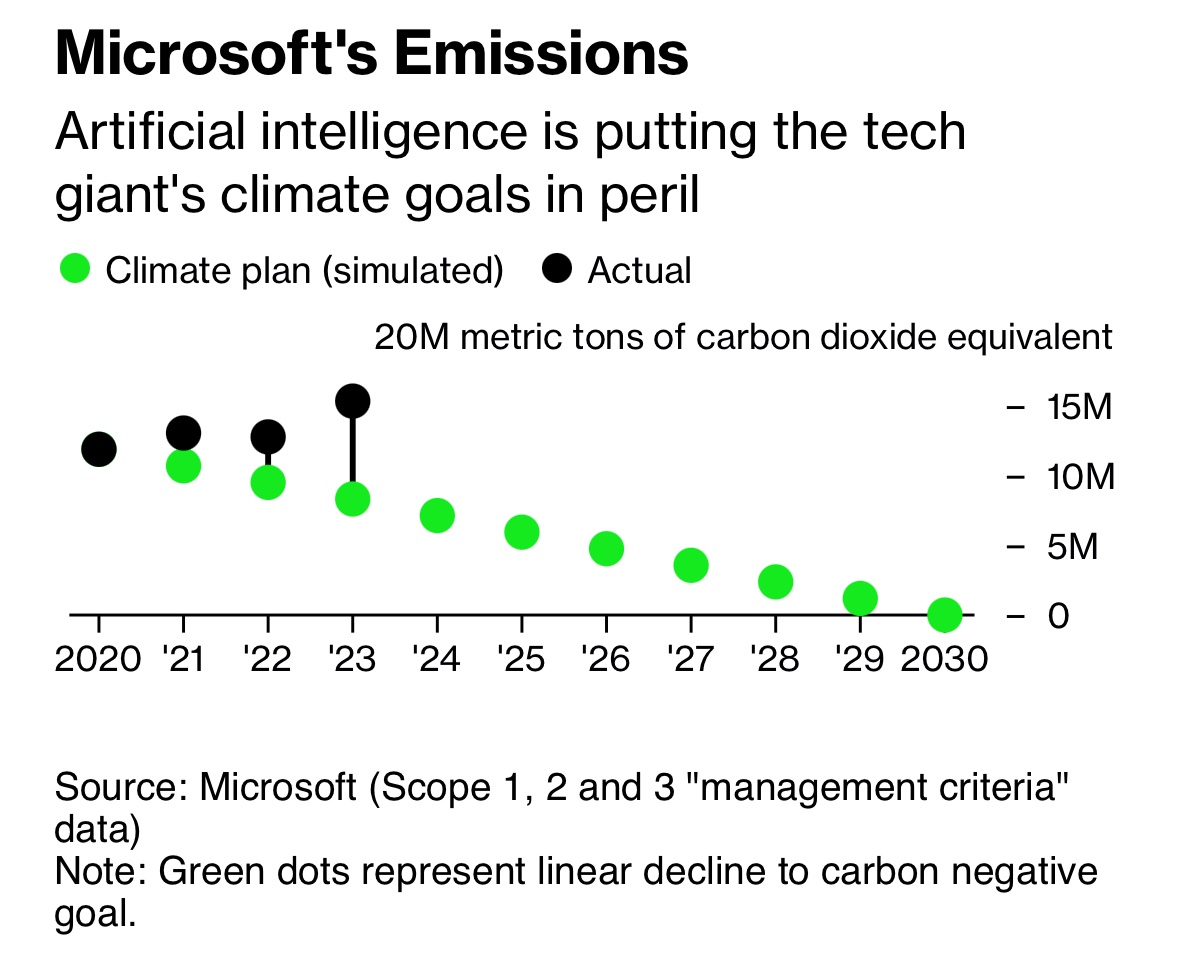 Microsoft's Emissions
Artificial intelligence is putting the tech
giant's climate goals in peril
Climate plan (simulated) Actual
20M metric tons of carbon dioxide equivalent
15M
10M
5M
0
2020 '21 '22 '23 '24 '25 '26 '27 '28 '29 2030
Source: Microsoft (Scope 1, 2 and 3 "management criteria"
data)
Note: Green dots represent linear decline to carbon negative
goal.